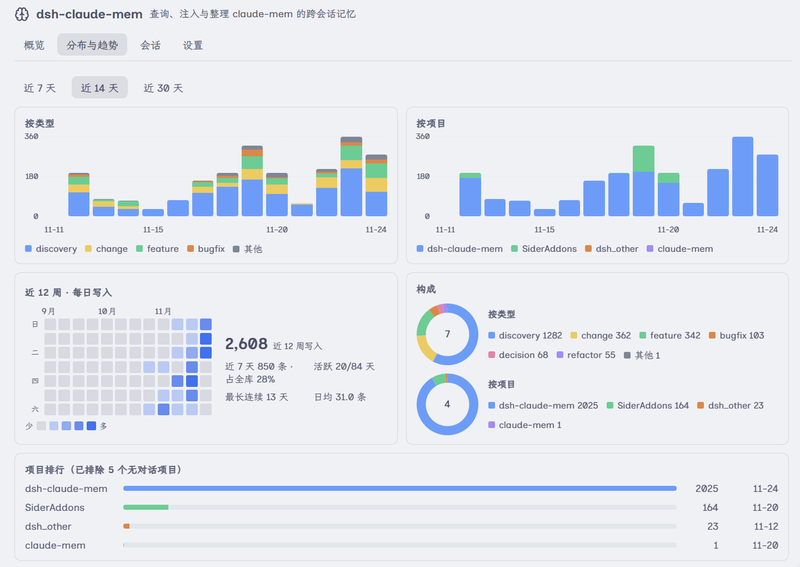 dsh-claude-mem 查询、注入与整理 claude-mem 的跨会话记忆
概览 分布与趋势 会话 设置
近 7 天 近 14 天 近 30 天
按类型
360
180
0
11-11 11-15 11-20 11-24
discovery change feature bugfix 其他
按项目
360
180
0
11-11 11-15 11-20 11-24
dsh-claude-mem SiderAddons dsh_other claude-mem
近 12 周 · 每日写入
9月 10月 11月
日
二
四
六
少 多
2,608 近 12 周写入
近 7 天 850 条 · 占全库 28%
活跃 20/84 天
最长连续 13 天 日均 31.0 条
构成
7
按类型
discovery 1282 change 362 feature 342 bugfix 103
decision 68 refactor 55 其他 1
4
按项目
dsh-claude-mem 2025 SiderAddons 164 dsh_other 23
claude-mem 1
项目排行（已排除 5 个无对话项目）
dsh-claude-mem 2025 11-24
SiderAddons 164 11-20
dsh_other 23 11-12
claude-mem 1 11-20